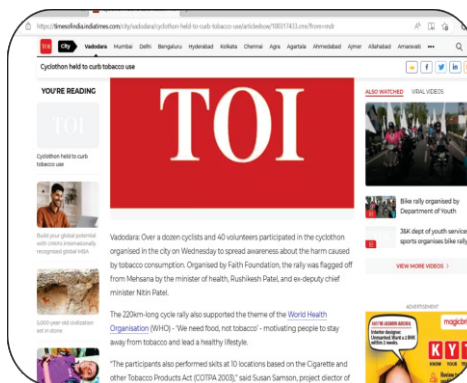 https://timesofindia.indiatimes.com/city/vadodara/cyclothon-held-to-curb-tobacco-use/articleshow/100317433.cms?from=mdr
TOI City Vadodara Mumbai Delhi Bengaluru Hyderabad Kolkata Chennai Agra Agartala Ahmedabad Ajmer Allahabad Amaravati
Cyclothon held to curb tobacco use
YOU'RE READING
TOI
Cyclothon held to curb
tobacco use
Build your global potential
with UWA's internationally
recognised global MBA
5,000-year-old civilization
set in stone
TOI
Vadodara: Over a dozen cyclists and 40 volunteers participated in the cyclothon
organised in the city on Wednesday to spread awareness about the harm caused
by tobacco consumption. Organised by Faith Foundation, the rally was flagged off
from Mehsana by the minister of health, Rushikesh Patel, and ex-deputy chief
minister Nitin Patel.
The 220km-long cycle rally also supported the theme of the World Health
Organisation (WHO) - 'We need food, not tobacco' - motivating people to stay
away from tobacco and lead a healthy lifestyle.
"The participants also performed skits at 10 locations based on the Cigarette and
other Tobacco Products Act (COTPA 2003)," said Susan Samson, project director of
ALSO WATCHED VIRAL VIDEOS
Bike rally organised by
Department of Youth
J&K dept of youth services
sports organises bike rally
VIEW MORE VIDEOS >
ADVERTISEMENT
magicbri
KYT
KNOW YOUR